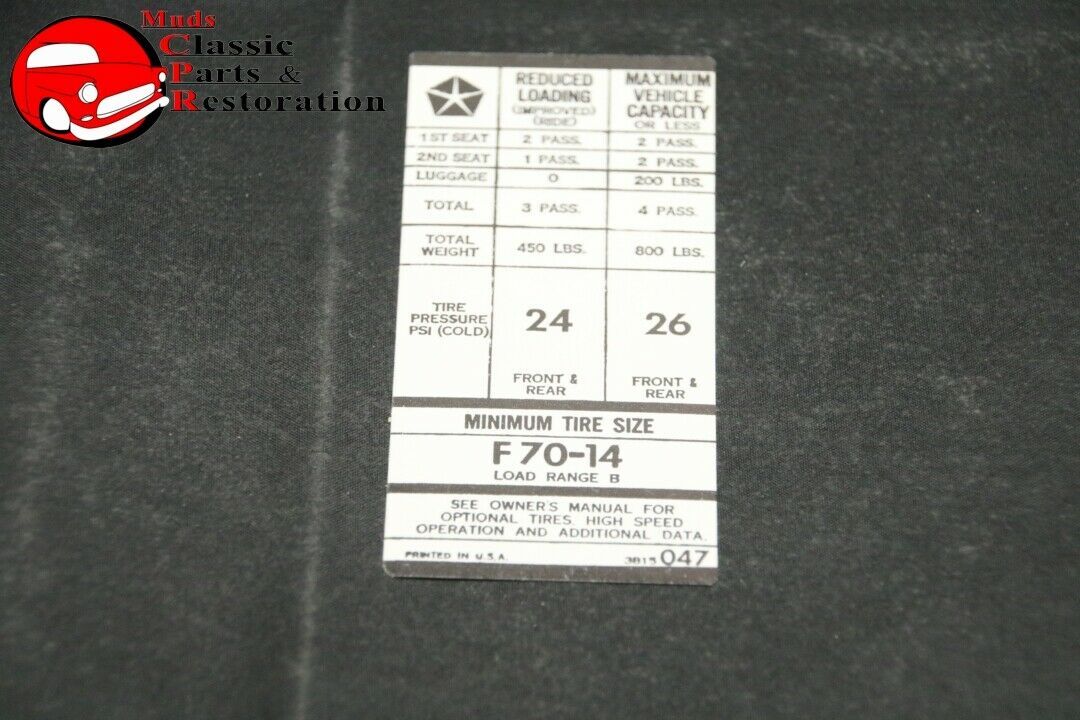 Muds
Classic
Parts &
Restoration
REDUCED LOADING (IMPROVED) (RIDE) MAXIMUM VEHICLE CAPACITY OR LESS
1ST SEAT 2 PASS. 2 PASS.
2ND SEAT 1 PASS. 2 PASS.
LUGGAGE 0 200 LBS.
TOTAL 3 PASS. 4 PASS.
TOTAL WEIGHT 450 LBS. 800 LBS.
TIRE PRESSURE PSI (COLD) 24 26
FRONT & REAR FRONT & REAR
MINIMUM TIRE SIZE
F70-14
LOAD RANGE B
SEE OWNER'S MANUAL FOR
OPTIONAL TIRES, HIGH SPEED
OPERATION AND ADDITIONAL DATA.
PRINTED IN U.S.A. 3815 047